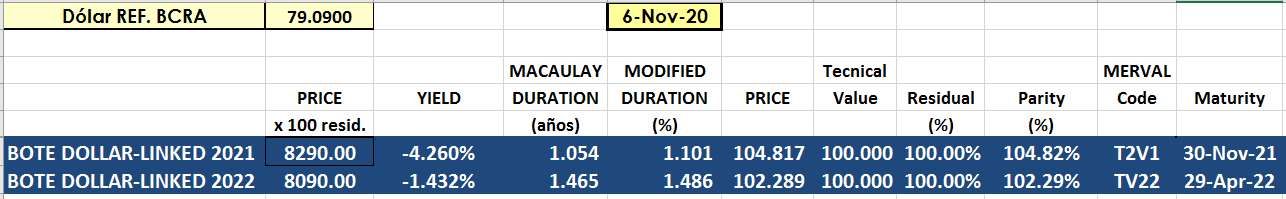 Dólar REF. BCRA 79.0900 6-Nov-20
MACAULAY MODIFIED Tecnical MERVAL
PRICE YIELD DURATION DURATION PRICE Value Residual Parity Code Maturity
x 100 resid. (años) (%) (%) (%)
BOTE DOLLAR-LINKED 2021 8290.00 -4.260% 1.054 1.101 104.817 100.000 100.00% 104.82% T2V1 30-Nov-21
BOTE DOLLAR-LINKED 2022 8090.00 -1.432% 1.465 1.486 102.289 100.000 100.00% 102.29% TV22 29-Apr-22